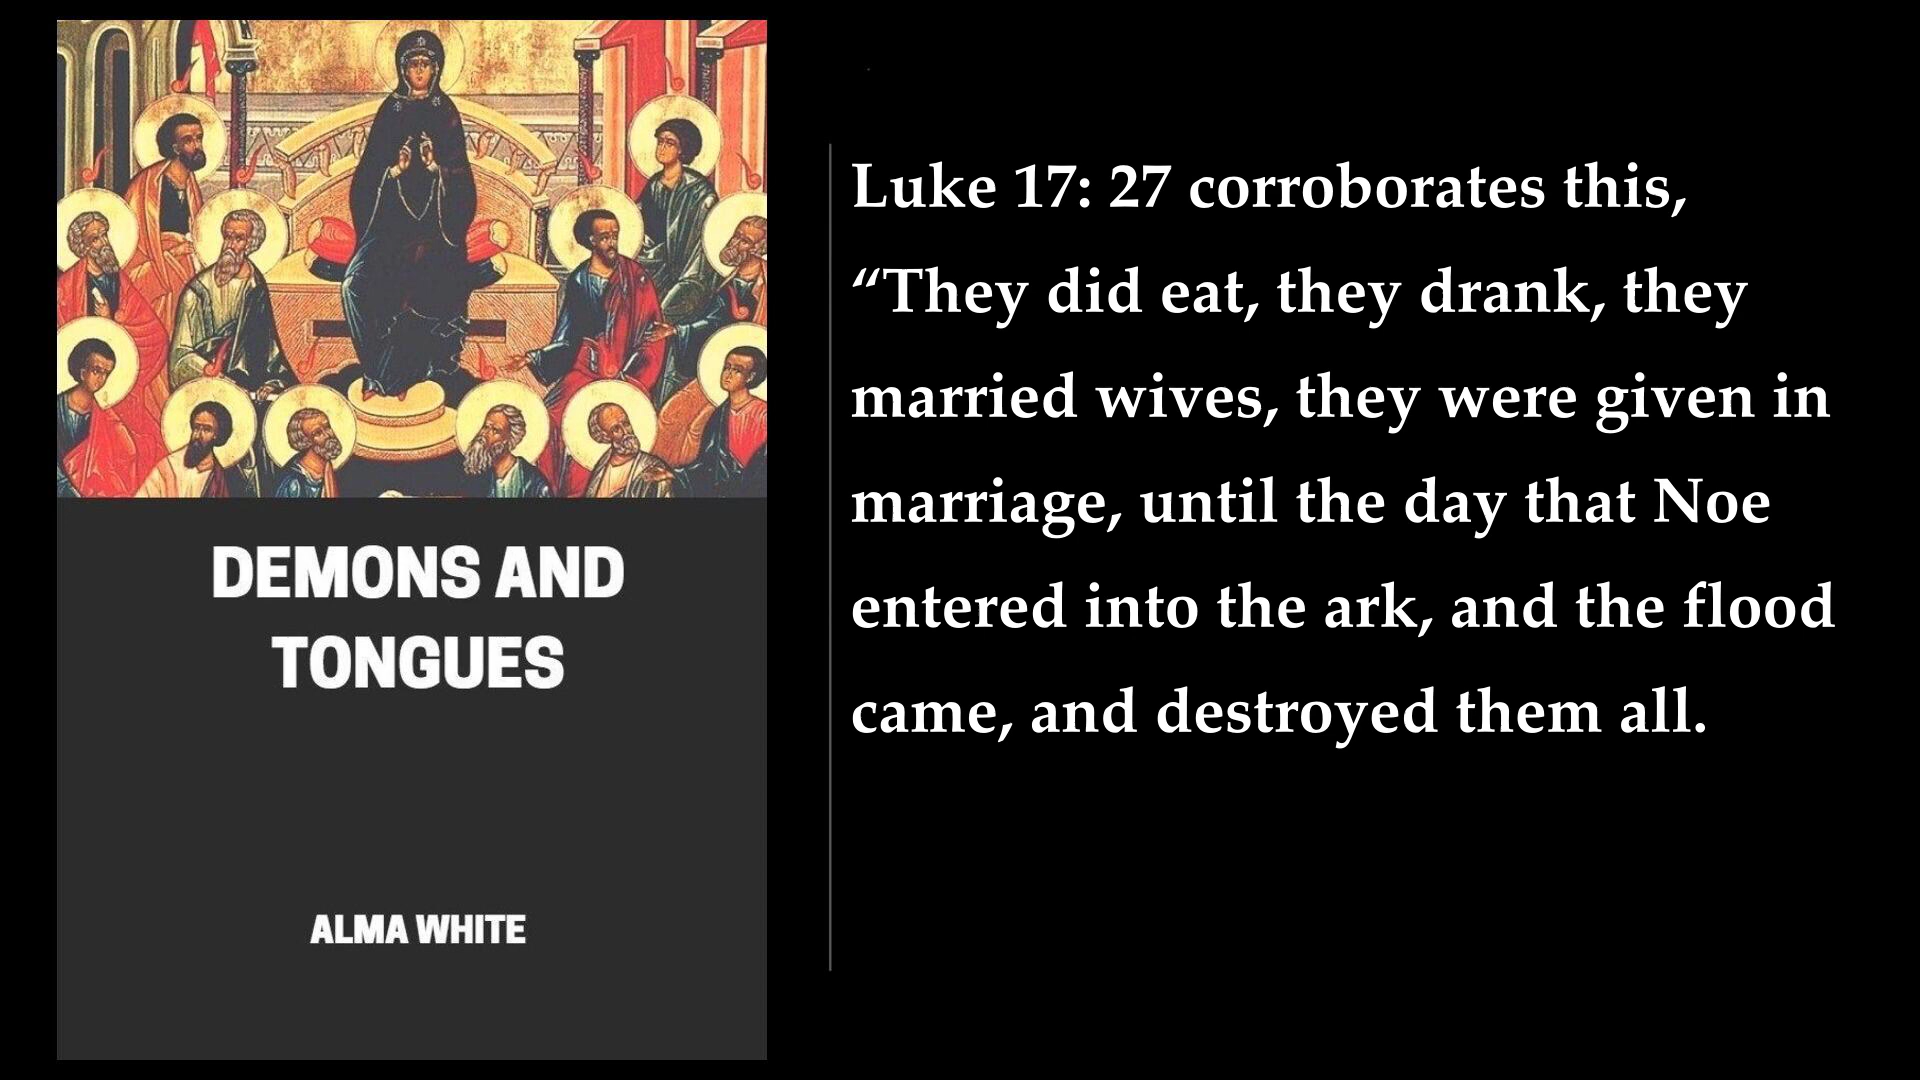 DEMONS AND
TONGUES
ALMA WHITE
Luke 17: 27 corroborates this,
“They did eat, they drank, they
married wives, they were given in
marriage, until the day that Noe
entered into the ark, and the flood
came, and destroyed them all.